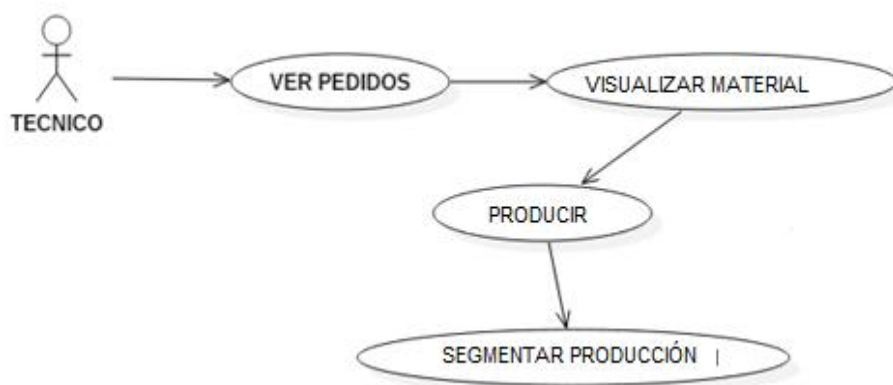 VER PEDIDOS
VISUALIZAR MATERIAL
TECNICO
PRODUCIR
SEGMENTAR PRODUCCIÓN